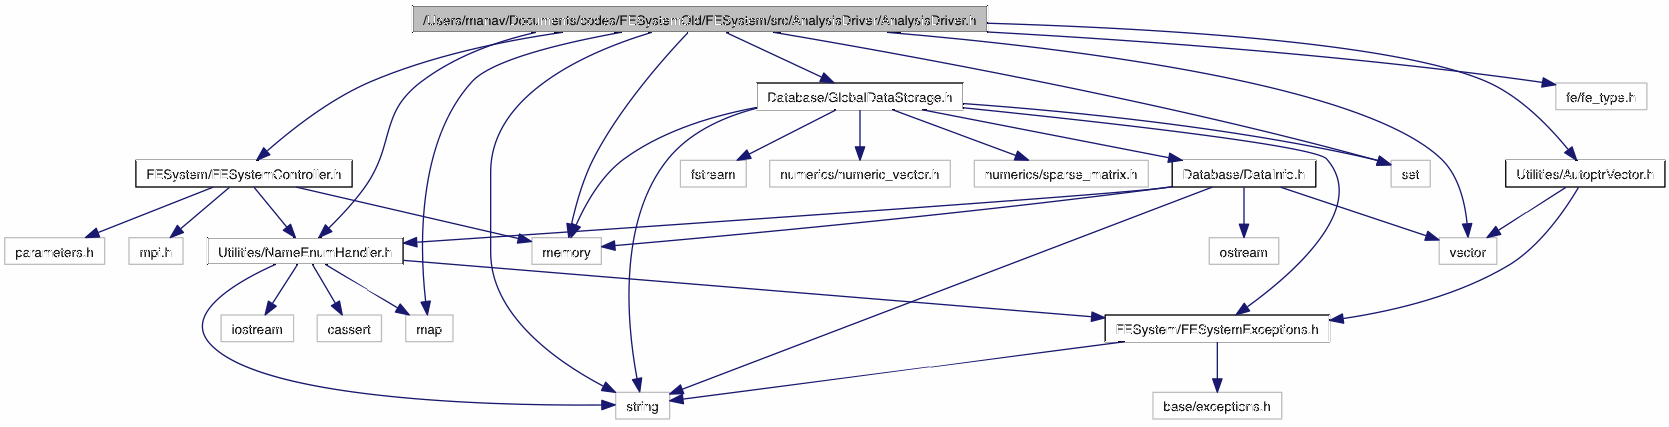 /Users/manav/Documents/codes/FESystemOld/FESystem/src/AnalysisDriver/AnalysisDriver.h
Database/GlobalDataStorage.h
fe/fe_type.h
FESystem/FESystemController.h
fstream
numerics/numeric_vector.h
numerics/sparse_matrix.h
Database/DataInfo.h
set
Utilities/AutoptrVector.h
parameters.h
mpi.h
Utilities/NameEnumHandler.h
memory
ostream
vector
iostream
cassert
map
FESystem/FESystemExceptions.h
string
base/exceptions.h